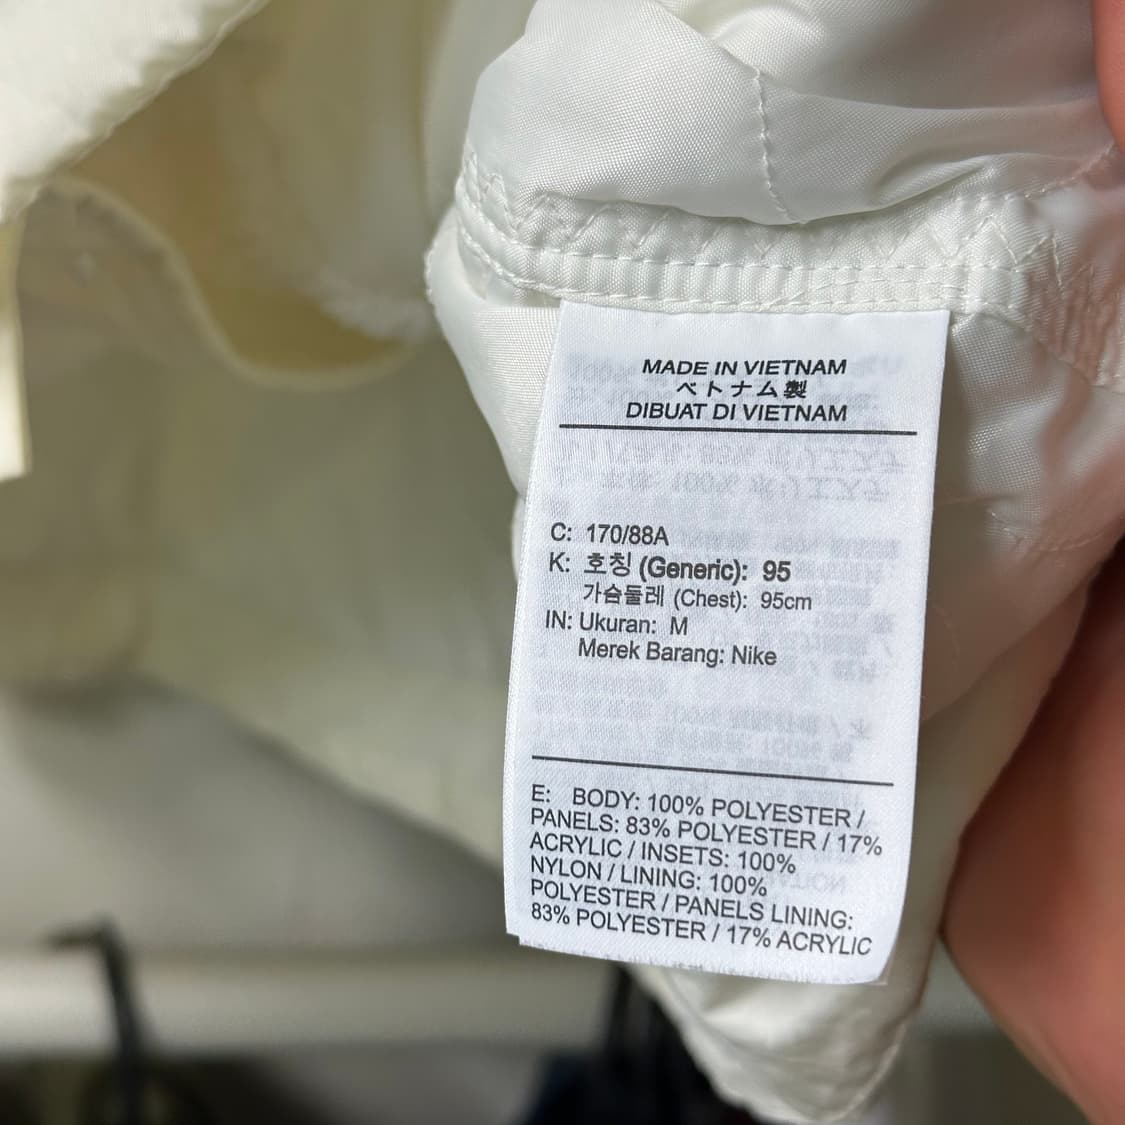 MADE IN VIETNAM
ベトナム製
DIBUAT DI VIETNAM
C: 170/88A
K: 호칭 (Generic): 95
가슴둘레 (Chest): 95cm
IN: Ukuran: M
Merek Barang: Nike
E: BODY: 100% POLYESTER /
PANELS: 83% POLYESTER / 17%
ACRYLIC / INSETS: 100%
NYLON / LINING: 100%
POLYESTER / PANELS LINING:
83% POLYESTER / 17% ACRYLIC